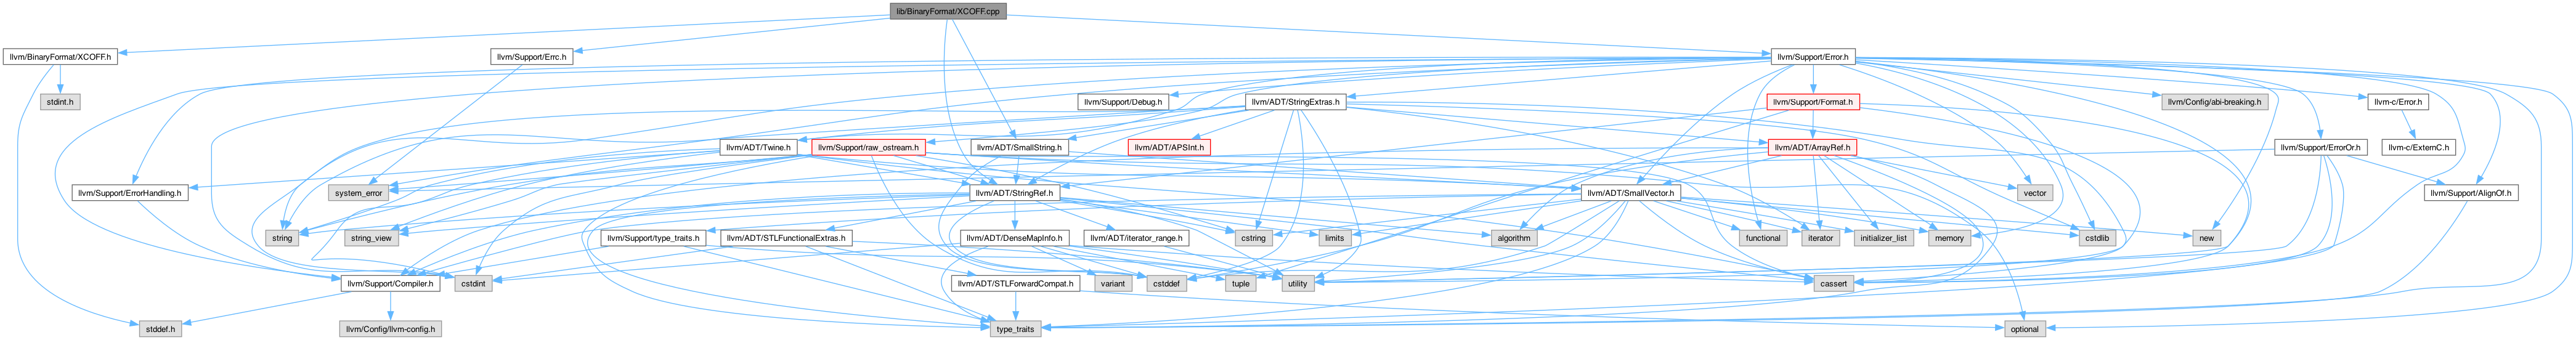 lib/BinaryFormat/XCOFF.cpp
llvm/BinaryFormat/XCOFF.h
llvm/Support/Errc.h
llvm/Support/Error.h
stdint.h
llvm/Support/Debug.h
llvm/ADT/StringExtras.h
llvm/Support/Format.h
llvm/Config/abi-breaking.h
llvm-c/Error.h
llvm/ADT/Twine.h
llvm/Support/raw_ostream.h
llvm/ADT/SmallString.h
llvm/ADT/APSInt.h
llvm/ADT/ArrayRef.h
llvm/Support/ErrorOr.h
llvm-c/ExternC.h
llvm/Support/ErrorHandling.h
system_error
llvm/ADT/StringRef.h
llvm/ADT/SmallVector.h
vector
llvm/Support/AlignOf.h
string
string_view
llvm/Support/type_traits.h
llvm/ADT/STLFunctionalExtras.h
llvm/ADT/DenseMapInfo.h
llvm/ADT/iterator_range.h
cstring
limits
algorithm
functional
iterator
initializer_list
memory
cstdlib
new
llvm/Support/Compiler.h
cstdint
llvm/ADT/STLForwardCompat.h
variant
cstddef
tuple
utility
cassert
stddef.h
llvm/Config/llvm-config.h
type_traits
optional